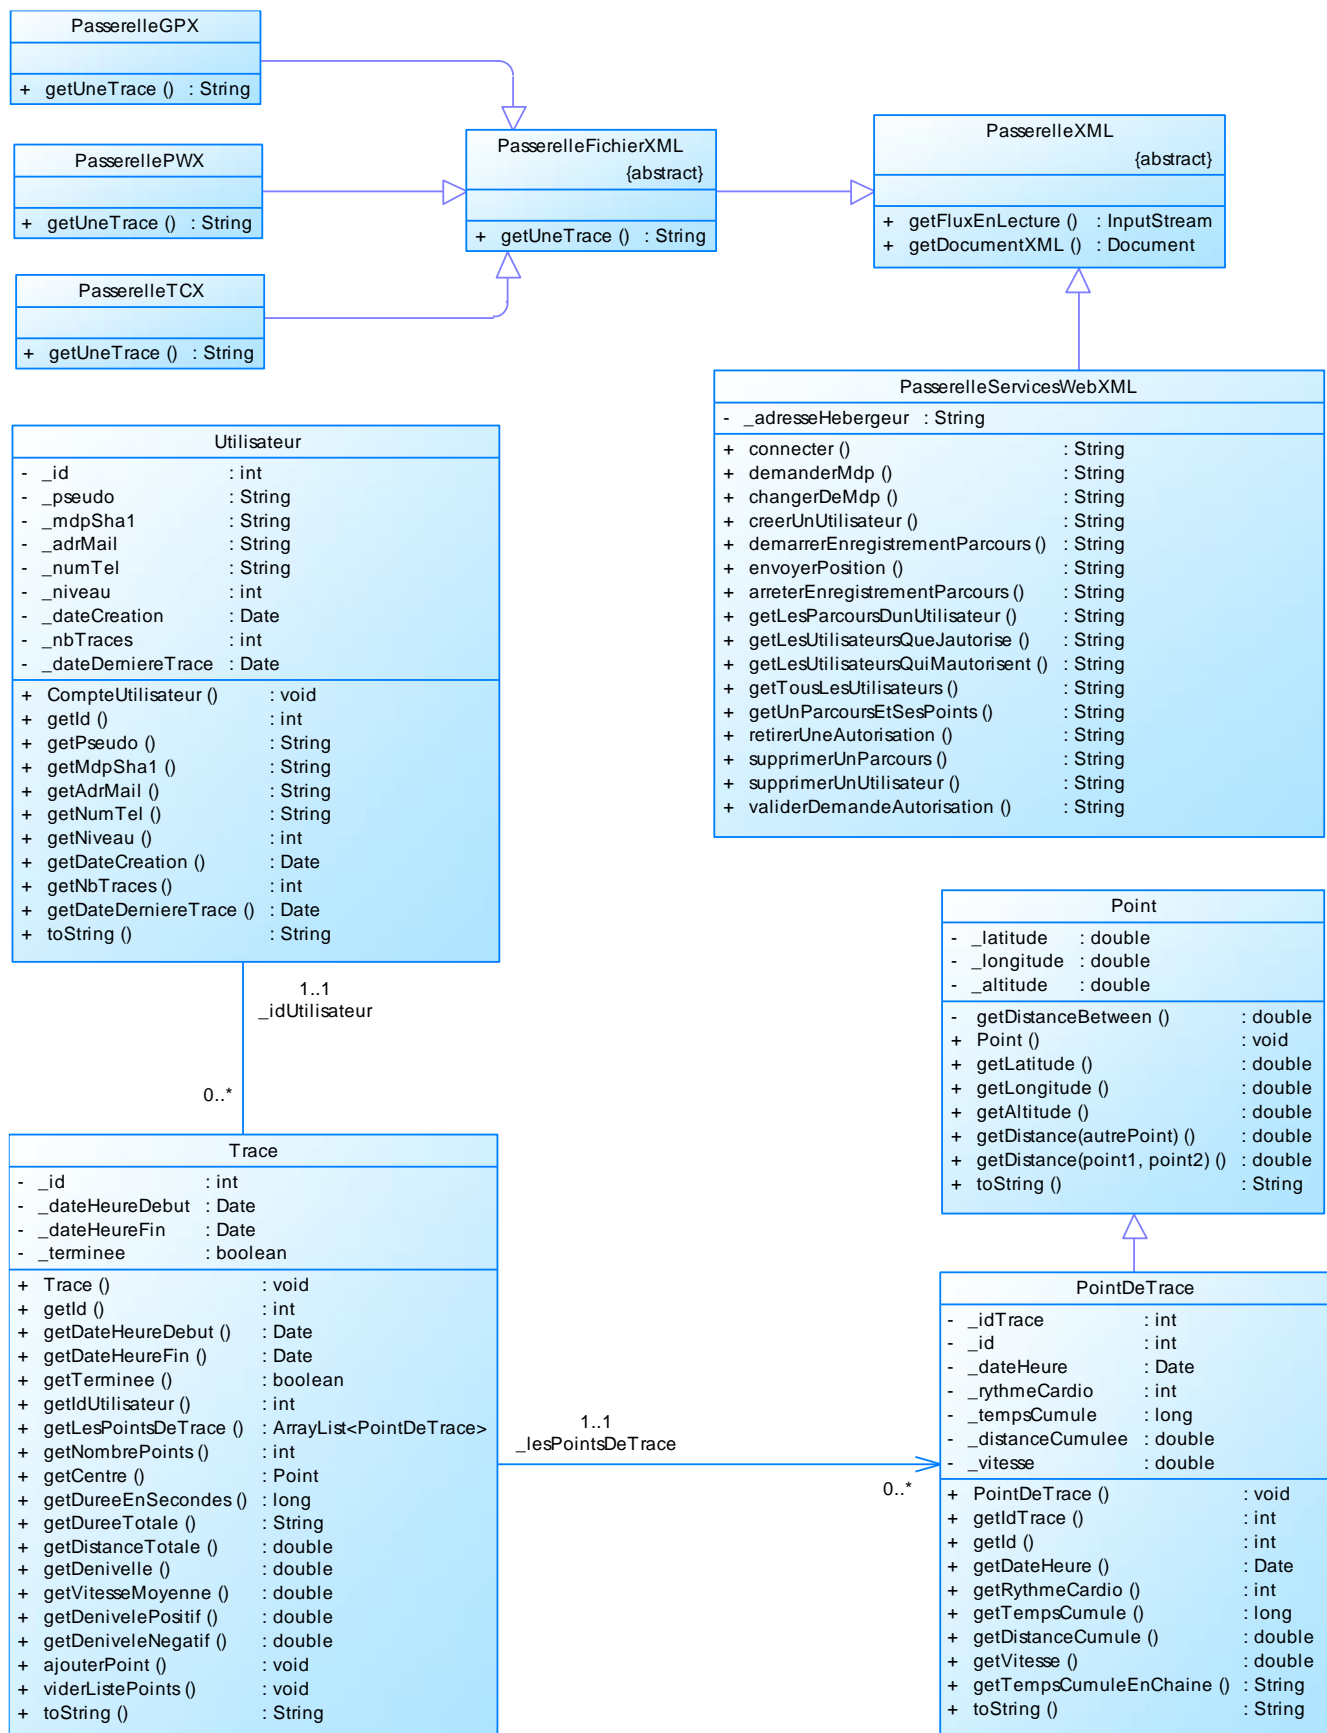 PasserelleGPX
+ getUneTrace () : String
PasserellePWX
+ getUneTrace () : String
PasserelleTCX
+ getUneTrace () : String
PasserelleFichierXML
{abstract}
+ getUneTrace () : String
PasserelleXML
{abstract}
+ getFluxEnLecture () : InputStream
+ getDocumentXML () : Document
PasserelleServicesWebXML
- _adresseHebergeur : String
+ connecter () : String
+ demanderMdp () : String
+ changerDeMdp () : String
+ creerUnUtilisateur () : String
+ demarrerEnregistrementParcours () : String
+ envoyerPosition () : String
+ arreterEnregistrementParcours () : String
+ getLesParcoursDunUtilisateur () : String
+ getLesUtilisateursQueJautorise () : String
+ getLesUtilisateursQuiMautorisent () : String
+ getTousLesUtilisateurs () : String
+ getUnParcoursEtSesPoints () : String
+ retirerUneAutorisation () : String
+ supprimerUnParcours () : String
+ supprimerUnUtilisateur () : String
+ validerDemandeAutorisation () : String
Utilisateur
- _id : int
- _pseudo : String
- _mdpSha1 : String
- _adrMail : String
- _numTel : String
- _niveau : int
- _dateCreation : Date
- _nbTraces : int
- _dateDerniereTrace : Date
+ CompteUtilisateur () : void
+ getId () : int
+ getPseudo () : String
+ getMdpSha1 () : String
+ getAdrMail () : String
+ getNumTel () : String
+ getNiveau () : int
+ getDateCreation () : Date
+ getNbTraces () : int
+ getDateDerniereTrace () : Date
+ toString () : String
1..1
_idUtilisateur
0..*
Trace
- _id : int
- _dateHeureDebut : Date
- _dateHeureFin : Date
- _terminee : boolean
+ Trace () : void
+ getId () : int
+ getDateHeureDebut () : Date
+ getDateHeureFin () : Date
+ getTerminee () : boolean
+ getIdUtilisateur () : int
+ getLesPointsDeTrace () : ArrayList<PointDeTrace>
+ getNombrePoints () : int
+ getCentre () : Point
+ getDureeEnSecondes () : long
+ getDureeTotale () : String
+ getDistanceTotale () : double
+ getDenivelle () : double
+ getVitesseMoyenne () : double
+ getDenivelePositif () : double
+ getDeniveleNegatif () : double
+ ajouterPoint () : void
+ viderListePoints () : void
+ toString () : String
1..1
_lesPointsDeTrace
0..*
Point
- _latitude : double
- _longitude : double
- _altitude : double
- getDistanceBetween () : double
+ Point () : void
+ getLatitude () : double
+ getLongitude () : double
+ getAltitude () : double
+ getDistance(autrePoint) () : double
+ getDistance(point1, point2) () : double
+ toString () : String
PointDeTrace
- _idTrace : int
- _id : int
- _dateHeure : Date
- _rythmeCardio : int
- _tempsCumule : long
- _distanceCumulee : double
- _vitesse : double
+ PointDeTrace () : void
+ getIdTrace () : int
+ getId () : int
+ getDateHeure () : Date
+ getRythmeCardio () : int
+ getTempsCumule () : long
+ getDistanceCumule () : double
+ getVitesse () : double
+ getTempsCumuleEnChaine () : String
+ toString () : String